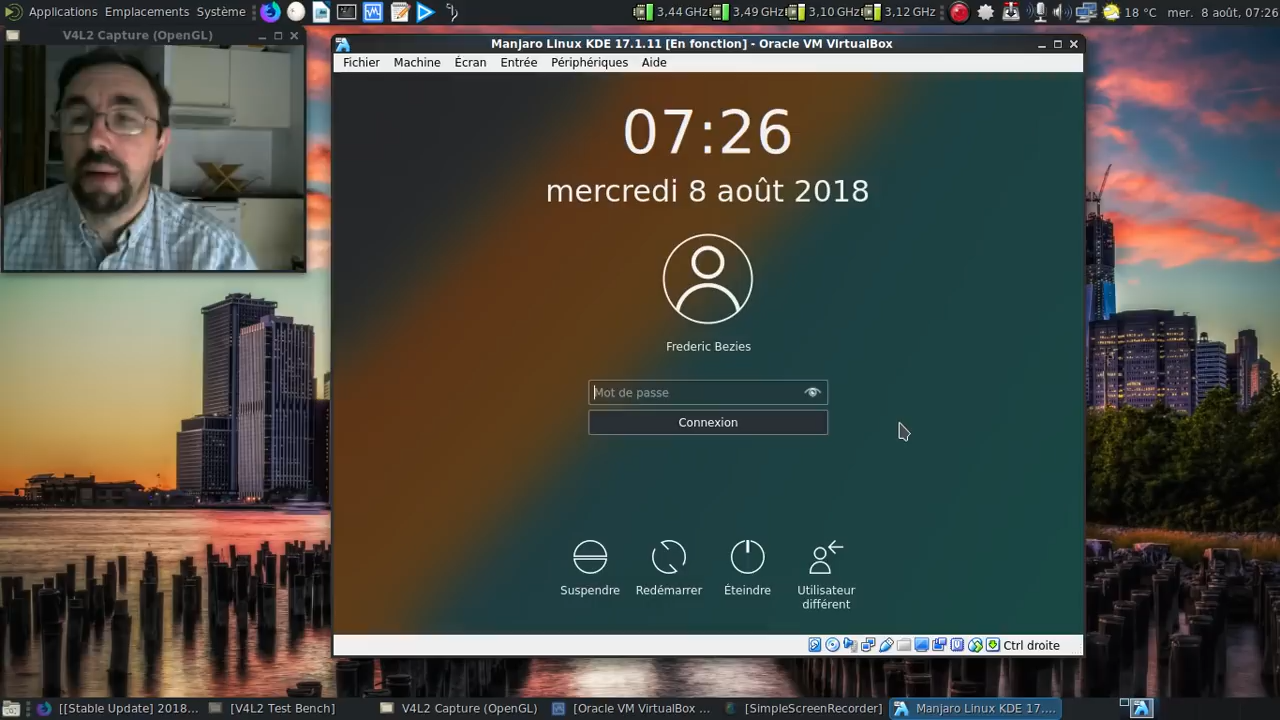 Applications Emplacements Système
3,44 GHz 3,49 GHz 3,10 GHz 3,12 GHz 18 °C mer. 8 août, 07:26
V4L2 Capture (OpenGL)
Manjaro Linux KDE 17.1.11 [En fonction] - Oracle VM VirtualBox
Fichier Machine Écran Entrée Périphériques Aide
07:26
mercredi 8 août 2018
Frederic Bezies
Mot de passe
Connexion
Suspendre Redémarrer Éteindre Utilisateur
différent
Ctrl droite
[[Stable Update] 2018... [V4L2 Test Bench] V4L2 Capture (OpenGL) [Oracle VM VirtualBox ... [SimpleScreenRecorder] Manjaro Linux KDE 17....